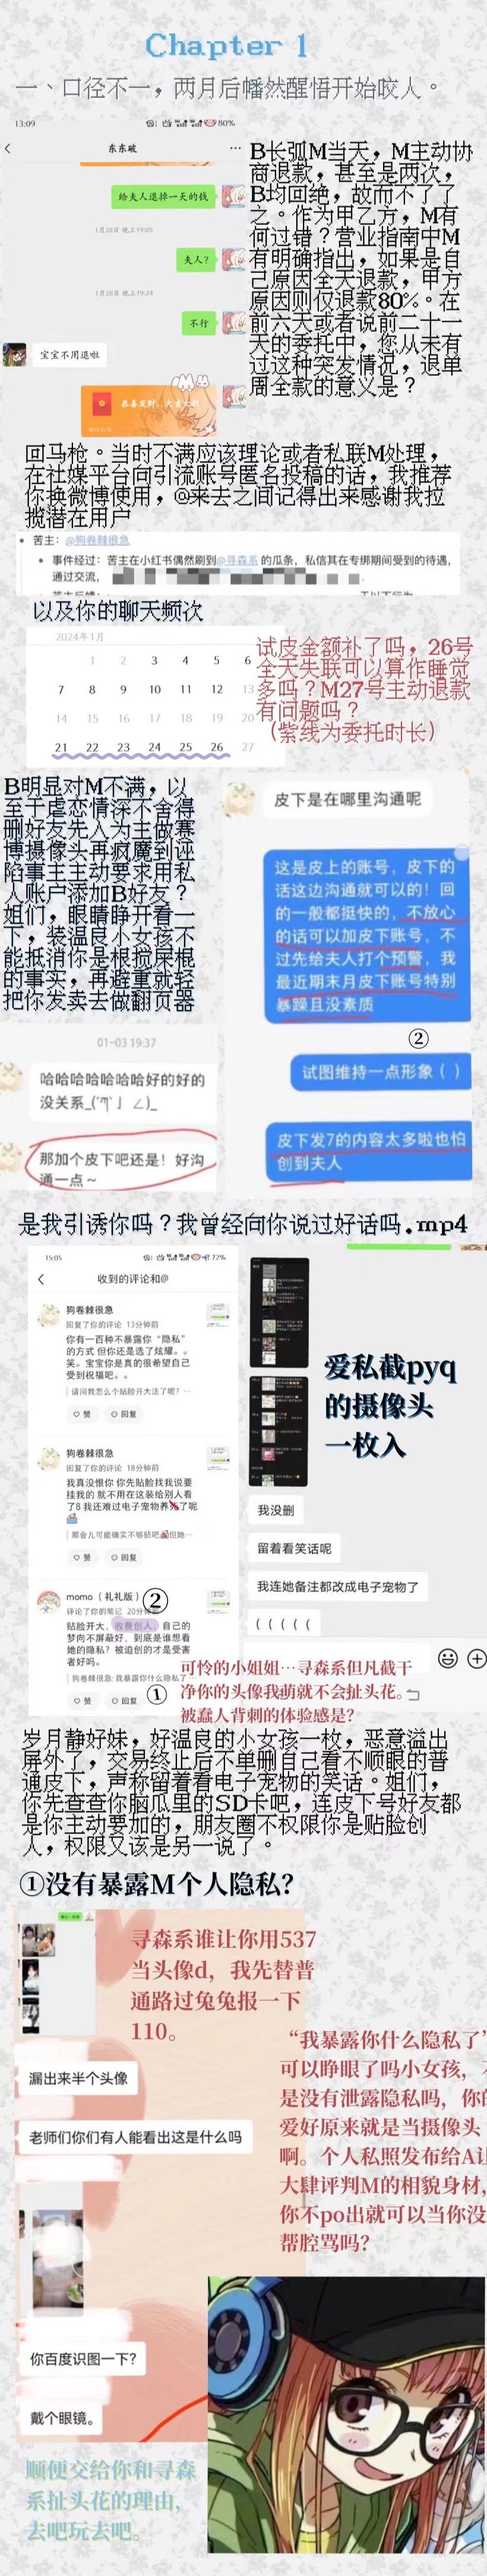 Chapter 1
一、口径不一，两月后幡然醒悟开始咬人。
13:09
80%
东东破
给夫人退掉一天的钱
1月28日 晚上19:05
夫人？
1月28日 晚上19:24
不行
宝宝不用退啦
恭喜发财，大吉大利
B长弧M当天，M主动协
商退款，甚至是两次，
B均回绝，故而不了了
之。作为甲乙方，M有
何过错？营业指南中M
有明确指出，如果是自
己原因全天退款，甲方
原因则仅退款80%。在
前六天或者说前二十一
天的委托中，您从未有
过这种突发情况，退单
周全款的意义是？
回马枪。当时不满应该理论或者私联M处理，
在社媒平台向引流账号匿名投稿的话，我推荐
你换微博使用，@来去之间记得出来感谢我拉
揽潜在用户
苦主：@狗卷棘很急
事件经过：苦主在小红书偶然刷到@寻森系 的瓜条，私信其在专绑期间受到的待遇，
通过交流，
以及你的聊天频次
2024年1月
1 2 3 4 5 6
7 8 9 10 11 12 13
14 15 16 17 18 19 20
21 22 23 24 25 26 27
试皮金额补了吗，26号
全天失联可以算作睡觉
多吗？M27号主动退款
有问题吗？
（紫线为委托时长）
B明显对M不满，以
至于虐恋情深不舍得
删好友先人为主做赛
博摄像头再疯魔到诬
陷事主主动要求用私
人账户添加B好友？
姐们，眼睛睁开看一
下，装温良小女孩不
能抵消你是根搅屎棍
的事实，再避重就轻
把你发卖去做翻页器
皮下是在哪里沟通呢
这是皮上的账号，皮下的
话这边沟通就可以的！回
的一般都挺快的，不放心
的话可以加皮下账号，不
过先给夫人打个预警，我
最近期末月皮下账号特别
暴躁且没素质
②
试图维持一点形象（ ）
皮下发7的内容太多啦也怕
创到夫人
01-03 19:37
哈哈哈哈哈哈哈好的好的
没关系
那加个皮下吧还是！好沟
通一点～
是我引诱你吗？我曾经向你说过好话吗.mp4
15:05
72%
收到的评论和@
狗卷棘很急
回复了你的评论 13分钟前
你有一百种不暴露你“隐私”
的方式 但你还是选了炫耀。。
笑。宝宝你是真的很希望自己
受到祝福吧。。
请问我怎么个贴脸开大法了呢？…
赞 回复
狗卷棘很急
回复了你的评论 18分钟前
我真没恨你 你先贴脸找我说要
挂我的 就不用在这装给别人看
了8 我还难过电子宠物养了呢
那会儿可能确实不够贴吧但她…
赞 回复
momo（礼礼版） ②
评论了你的笔记 20分钟前
贴脸开大，收费创人，自己的
梦向不屏蔽好，到底是谁想看
她的隐私？被迫创的才是受害
者好吗。
狗卷棘很急: 我暴露你什么隐私了…
赞 回复
①
爱私截pyq
的摄像头
一枚入
我没删
留着看笑话呢
我连她备注都改成电子宠物了
（（（（（
可怜的小姐姐…寻森系但凡截干
净你的头像我萌就不会扯头花。
被蠢人背刺的体验感是？
岁月静好妹，好温良的小女孩一枚，恶意溢出
屏外了，交易终止后不单删自己看不顺眼的普
通皮下，声称留着看电子宠物的笑话。姐们，
你先查查你脑瓜里的SD卡吧，连皮下号好友都
是你主动要加的，朋友圈不权限你是贴脸创
人，权限又该是另一说了。
①没有暴露M个人隐私？
寻森系谁让你用537
当头像d，我先替普
通路过兔兔报一下
110。
漏出来半个头像
老师们你们有人能看出这是什么吗
“我暴露你什么隐私了”
可以睁眼了吗小女孩，
是没有泄露隐私吗，你的
爱好原来就是当摄像头
啊。个人私照发布给A让
大肆评判M的相貌身材，
你不po出就可以当你没
帮腔骂吗？
你百度识图一下？
戴个眼镜。
顺便交给你和寻森
系扯头花的理由，
去吧玩去吧。